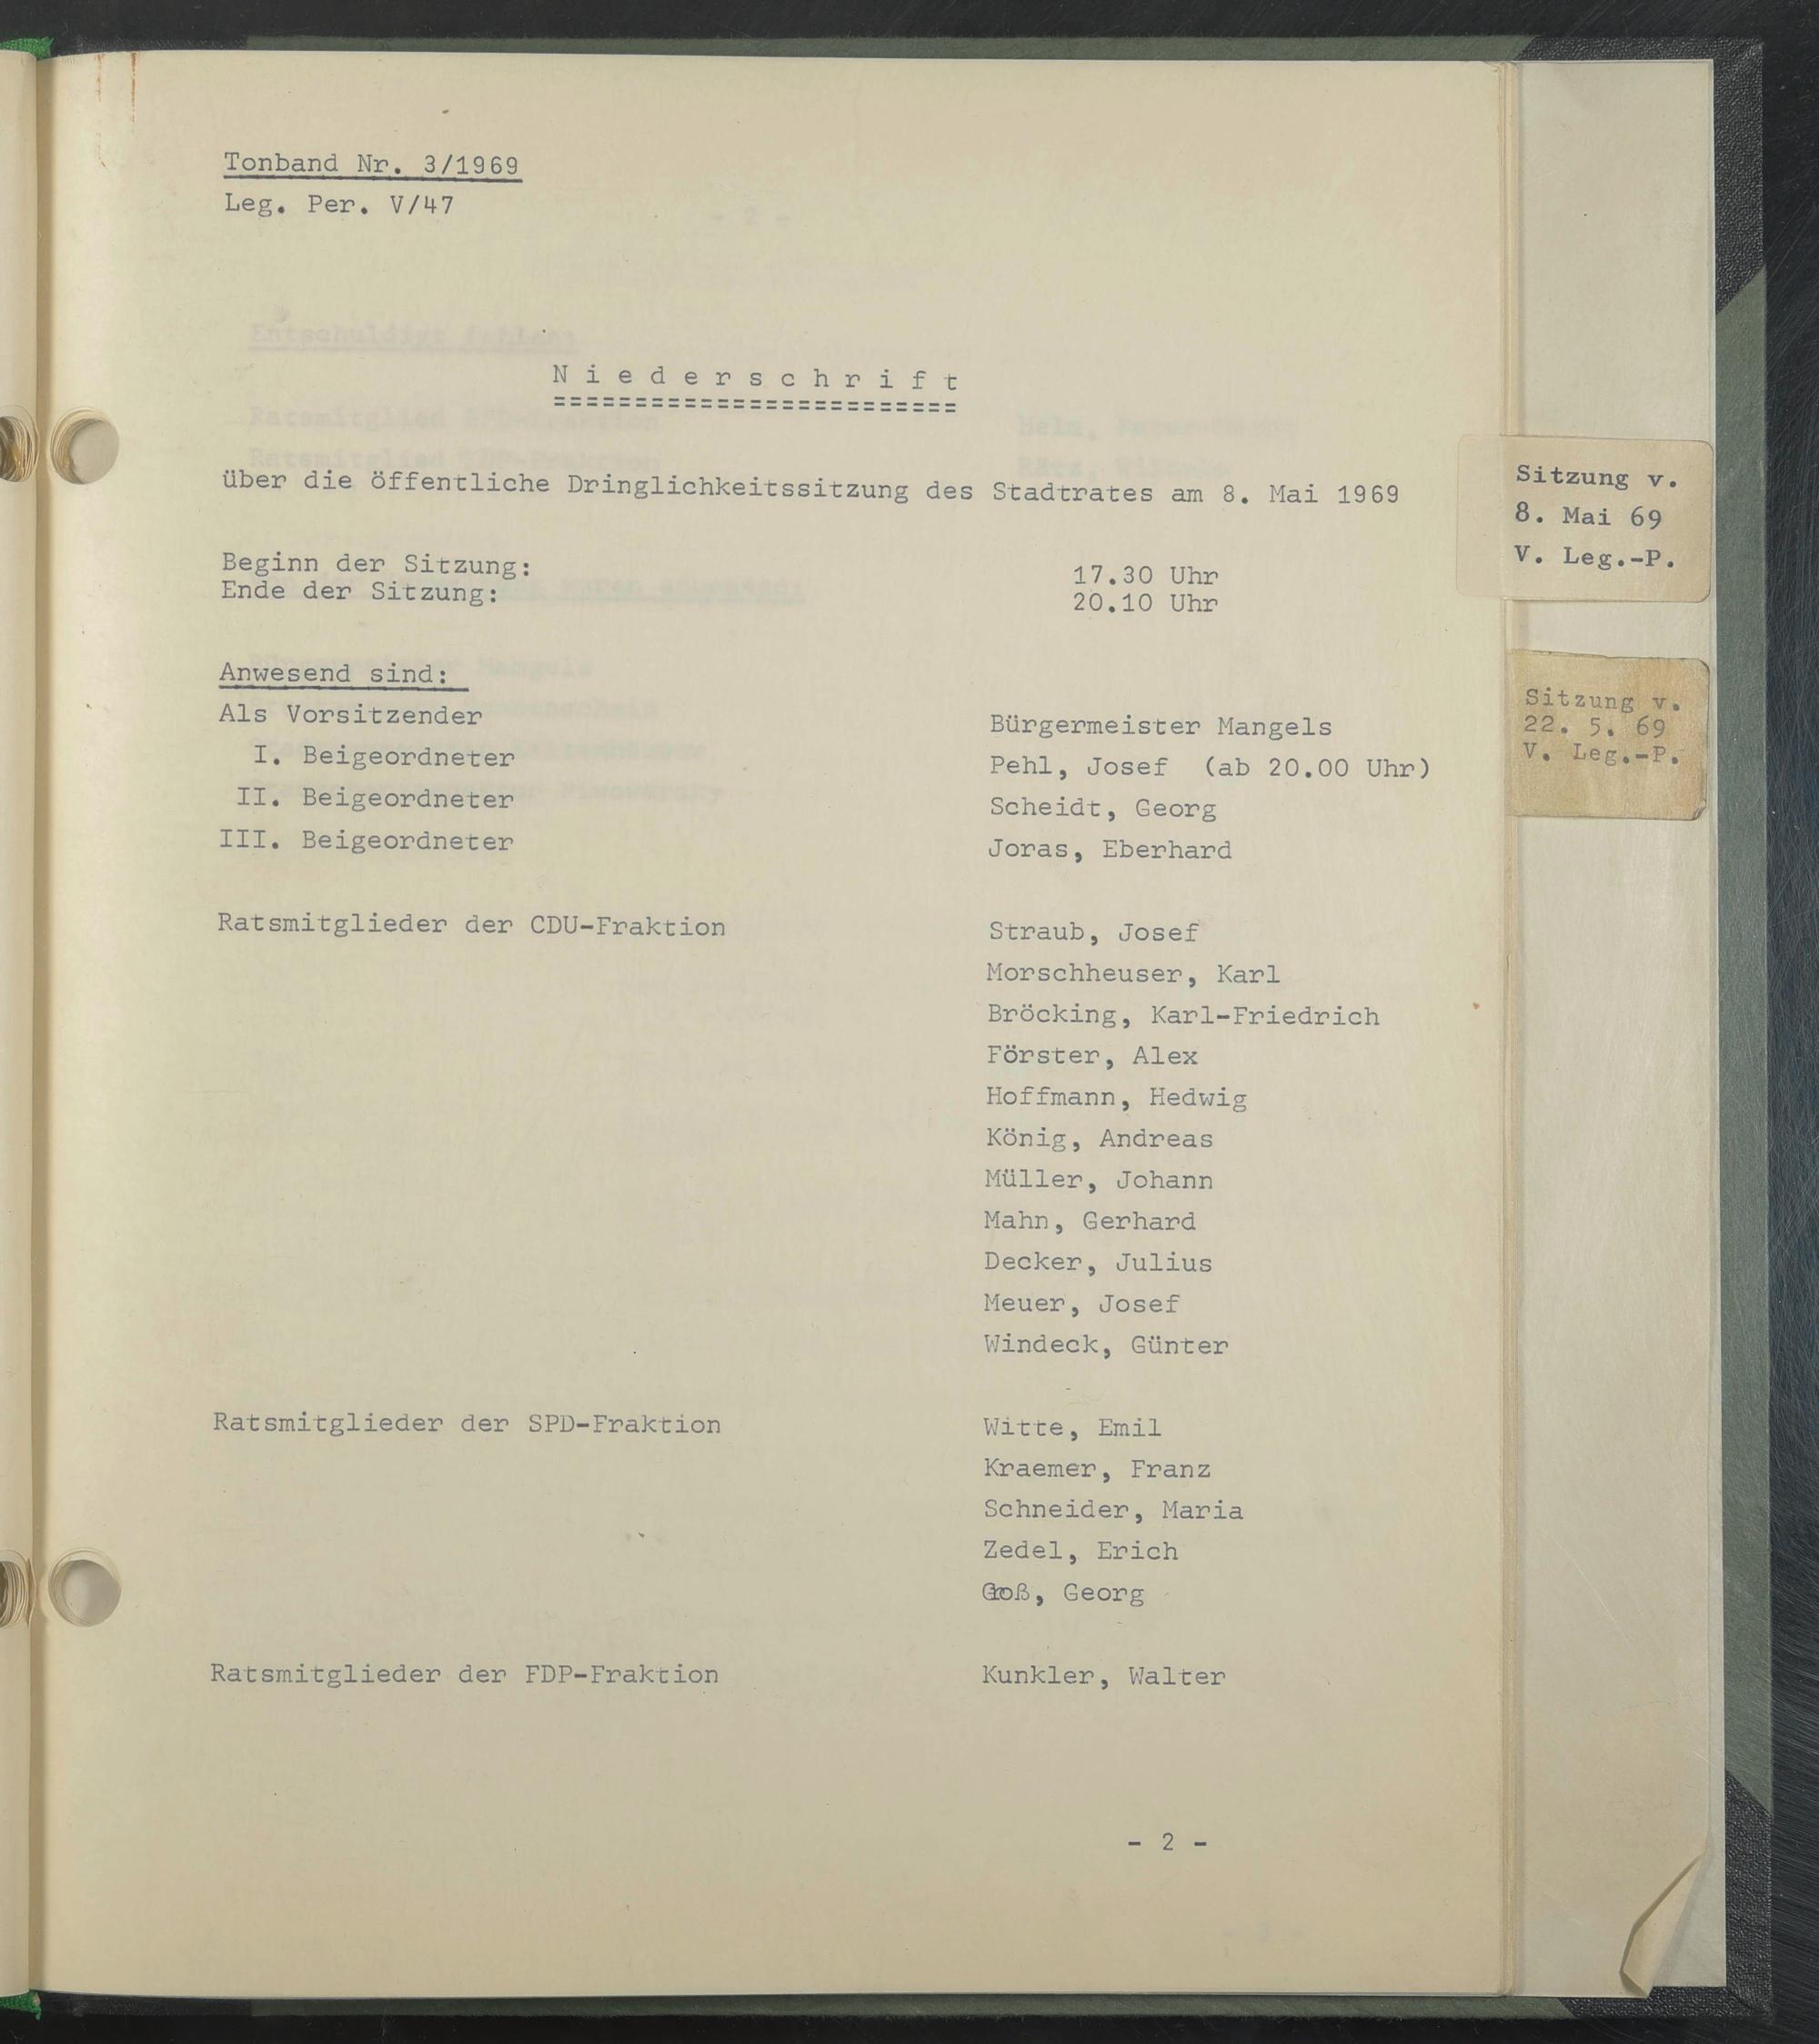 Tonband Nr. 3/1969
Leg. Per. V/47
N i e d e r s c h r i f t
=========================
über die öffentliche Dringlichkeitssitzung des Stadtrates am 8. Mai 1969
Beginn der Sitzung: 17.30 Uhr
Ende der Sitzung: 20.10 Uhr
Anwesend sind:
Als Vorsitzender Bürgermeister Mangels
I. Beigeordneter Pehl, Josef (ab 20.00 Uhr)
II. Beigeordneter Scheidt, Georg
III. Beigeordneter Joras, Eberhard
Ratsmitglieder der CDU-Fraktion Straub, Josef
Morschheuser, Karl
Bröcking, Karl-Friedrich
Förster, Alex
Hoffmann, Hedwig
König, Andreas
Müller, Johann
Mahn, Gerhard
Decker, Julius
Meuer, Josef
Windeck, Günter
Ratsmitglieder der SPD-Fraktion Witte, Emil
Kraemer, Franz
Schneider, Maria
Zedel, Erich
Groß, Georg
Ratsmitglieder der FDP-Fraktion Kunkler, Walter
- 2 -
Sitzung v.
8. Mai 69
V. Leg.-P.
Sitzung v.
22. 5. 69
V. Leg.-P.